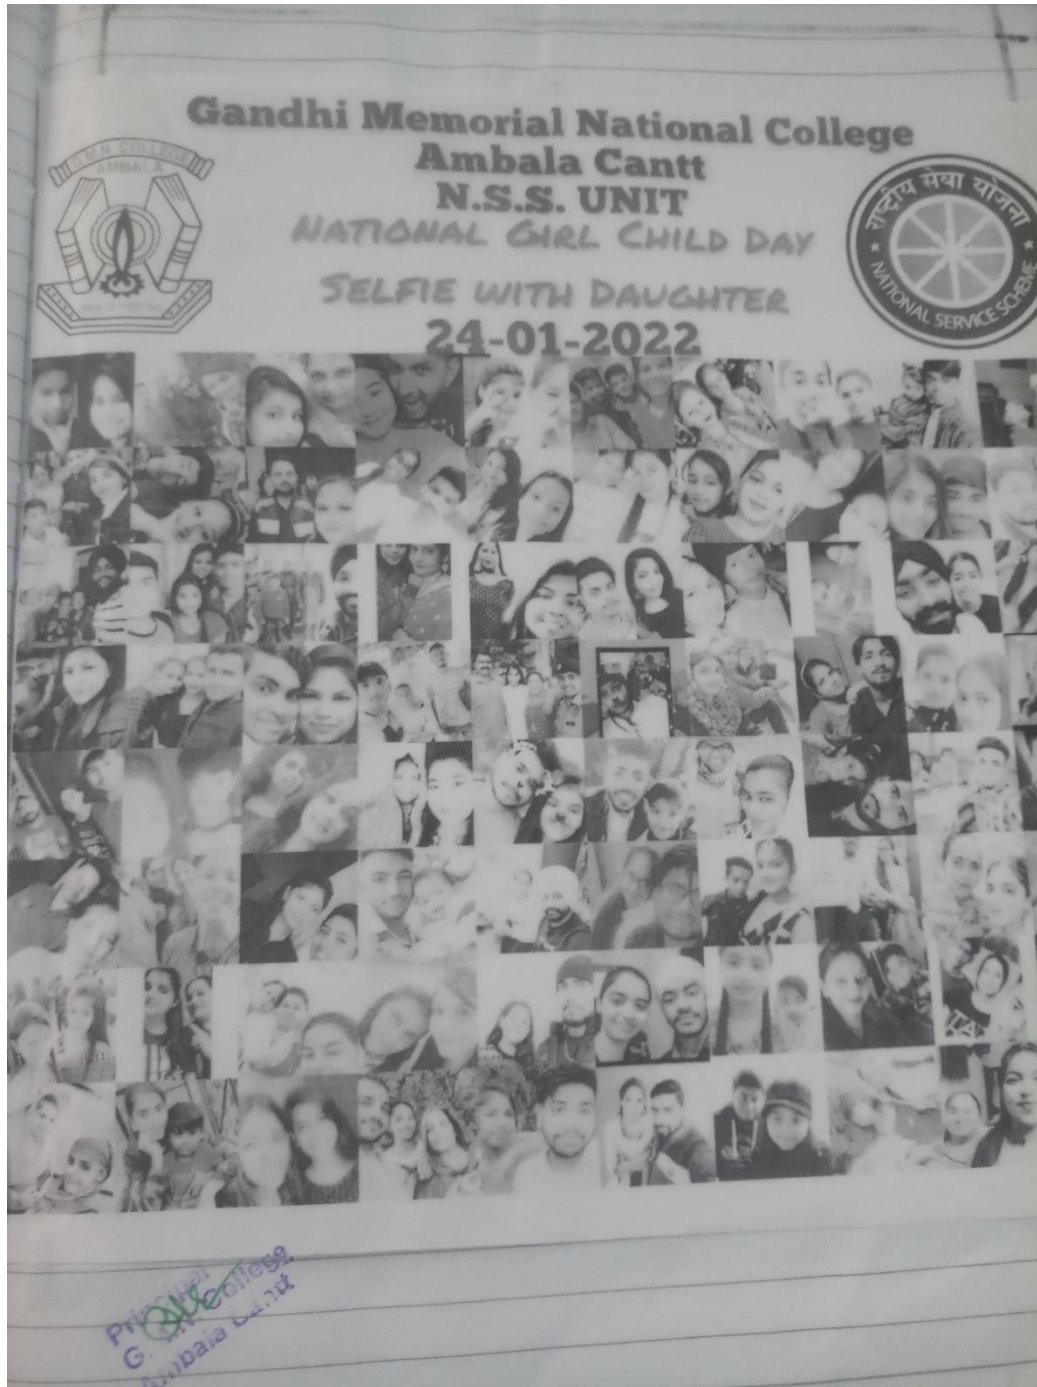 Gandhi Memorial National College
Ambala Cantt
N.S.S. UNIT
NATIONAL GIRL CHILD DAY
SELFIE WITH DAUGHTER
24-01-2022
G.M.N COLLEGE
AMBALA
राष्ट्रीय सेवा योजना
NATIONAL SERVICE SCHEME
Principal
College
Ambala Cantt